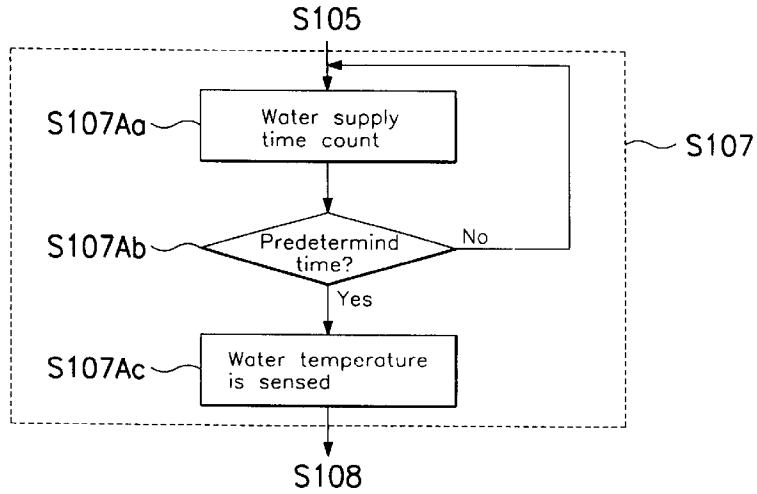 S105
S107Aa
Water supply
time count
S107
S107Ab
Predetermind
time?
No
Yes
S107Ac
Water temperature
is sensed
S108